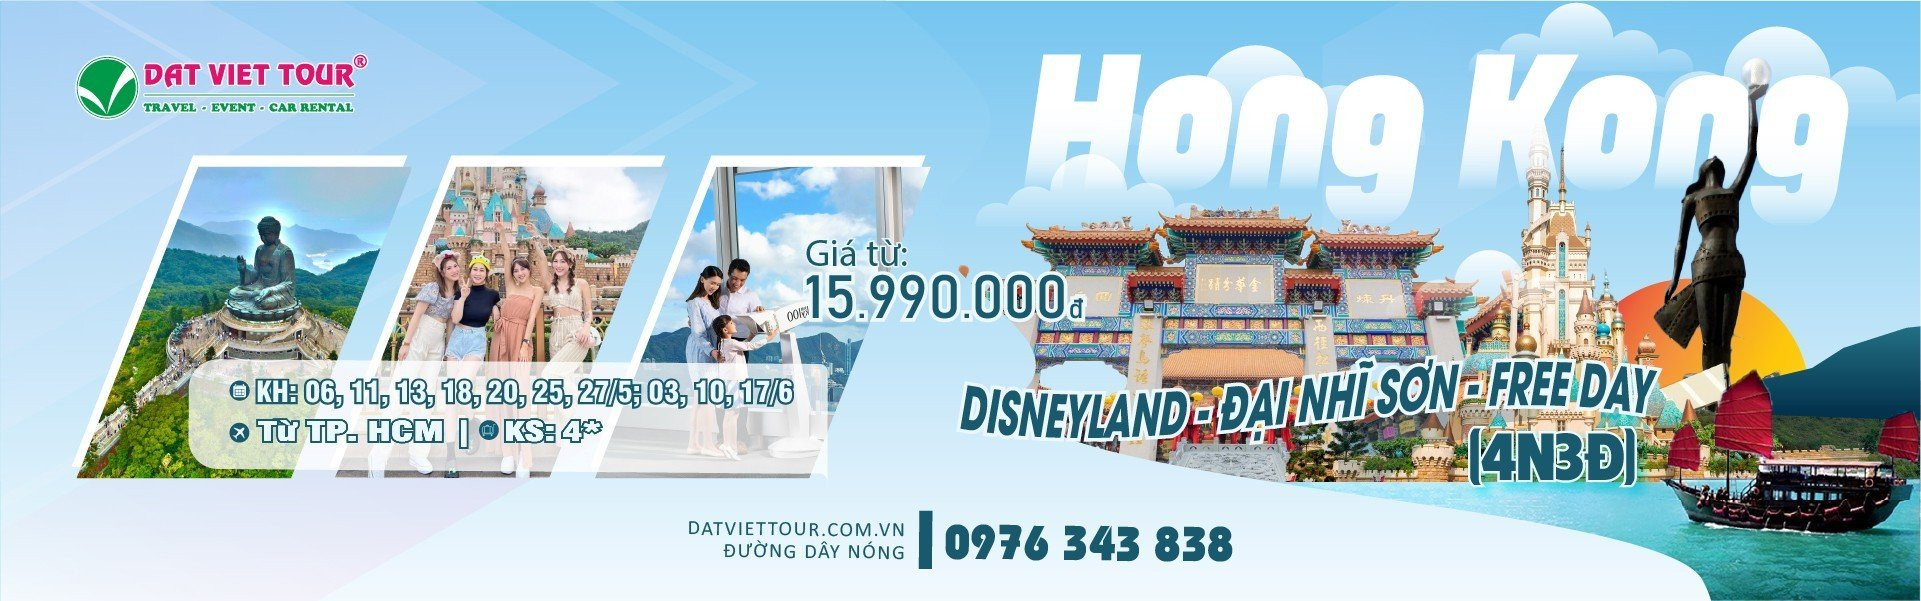 DAT VIET TOUR®
TRAVEL - EVENT - CAR RENTAL
Hong Kong
Giá từ:
15.990.000đ
KH: 06, 11, 13, 18, 20, 25, 27/5; 03, 10, 17/6
Từ TP. HCM | KS: 4*
DISNEYLAND - ĐẠI NHĨ SƠN - FREE DAY
(4N3Đ)
DATVIETTOUR.COM.VN
ĐƯỜNG DÂY NÓNG
0976 343 838